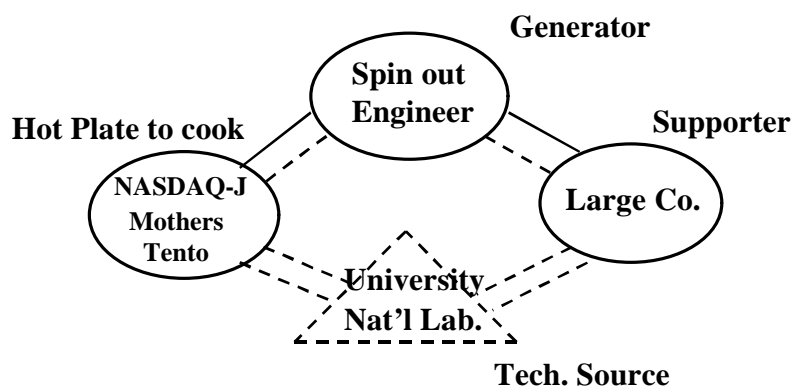 Generator
Spin out
Engineer
Hot Plate to cook
Supporter
NASDAQ-J
Mothers
Tento
Large Co.
University
Nat'l Lab.
Tech. Source